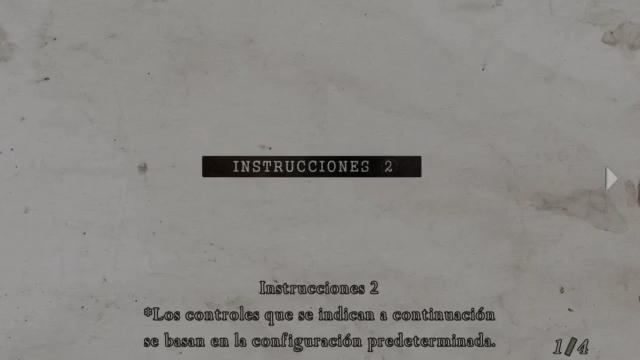 INSTRUCCIONES 2
Instrucciones 2
*Los controles que se indican a continuación
se basan en la configuración predeterminada.
1/4